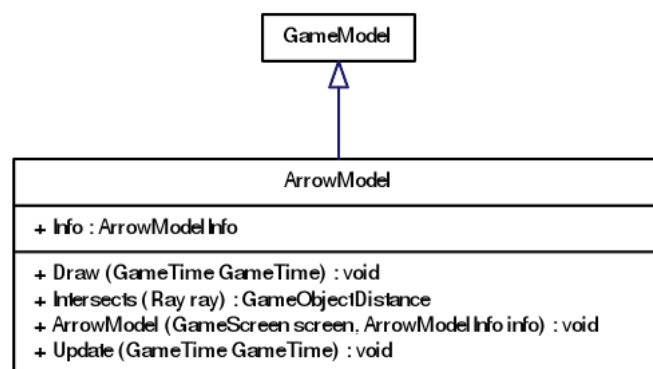 GameModel
ArrowModel
+ Info : ArrowModelInfo
+ Draw (GameTime GameTime) : void
+ Intersects (Ray ray) : GameObjectDistance
+ ArrowModel (GameScreen screen, ArrowModelInfo info) : void
+ Update (GameTime GameTime) : void